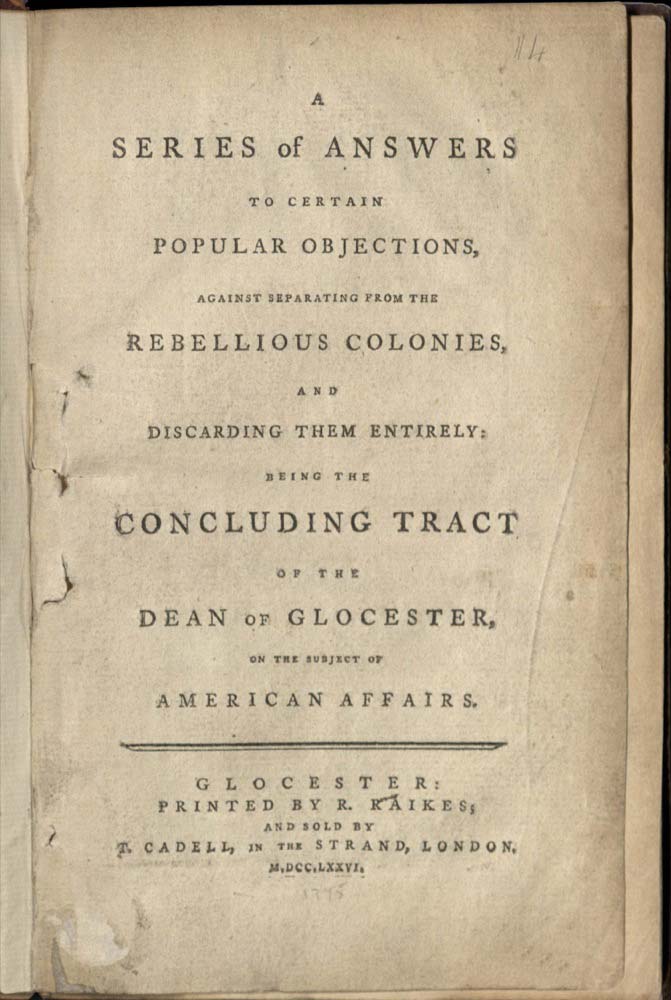 114
A
SERIES of ANSWERS
TO CERTAIN
POPULAR OBJECTIONS,
AGAINST SEPARATING FROM THE
REBELLIOUS COLONIES,
AND
DISCARDING THEM ENTIRELY:
BEING THE
CONCLUDING TRACT
OF THE
DEAN OF GLOCESTER,
ON THE SUBJECT OF
AMERICAN AFFAIRS.
GLOCESTER:
PRINTED BY R. RAIKES;
AND SOLD BY
T. CADELL, IN THE STRAND, LONDON.
M,DCC,LXXVI.